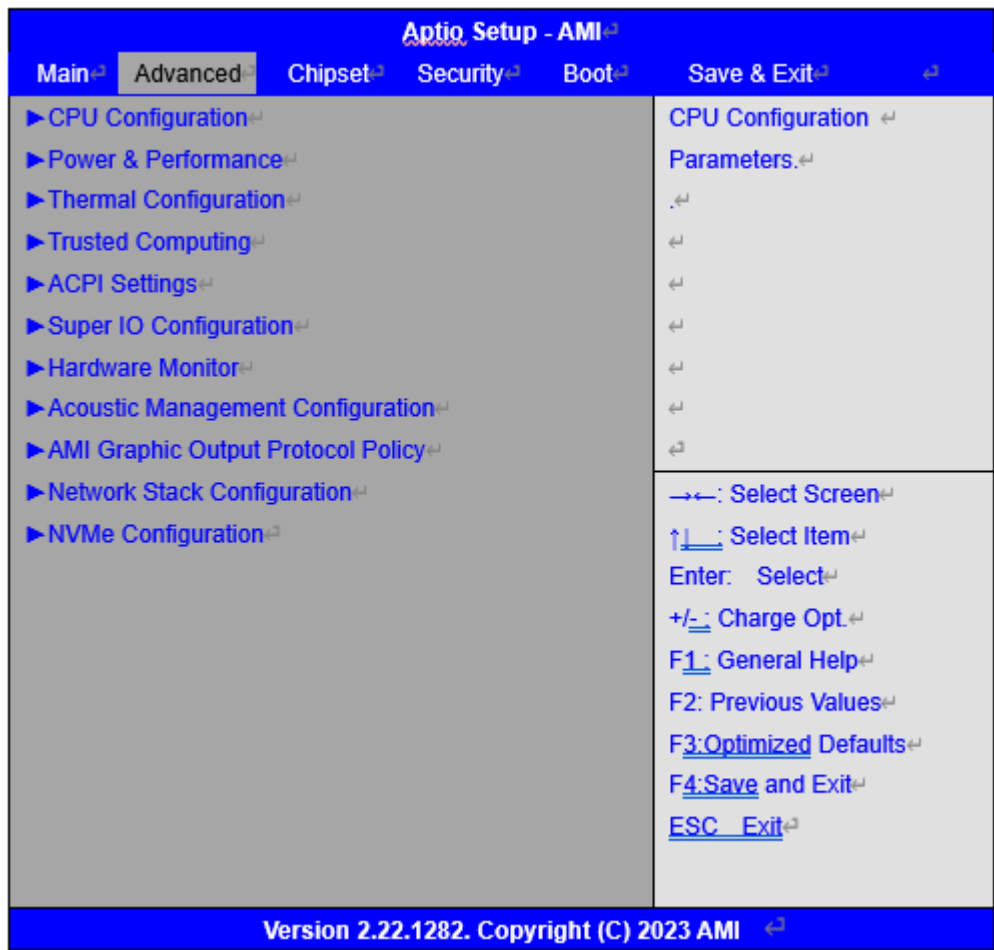 Aptio Setup - AMI
Main Advanced Chipset Security Boot Save & Exit
►CPU Configuration
►Power & Performance
►Thermal Configuration
►Trusted Computing
►ACPI Settings
►Super IO Configuration
►Hardware Monitor
►Acoustic Management Configuration
►AMI Graphic Output Protocol Policy
►Network Stack Configuration
►NVMe Configuration
CPU Configuration
Parameters.
.
→←: Select Screen
↑↓ : Select Item
Enter: Select
+/- : Charge Opt.
F1 : General Help
F2: Previous Values
F3:Optimized Defaults
F4:Save and Exit
ESC Exit
Version 2.22.1282. Copyright (C) 2023 AMI